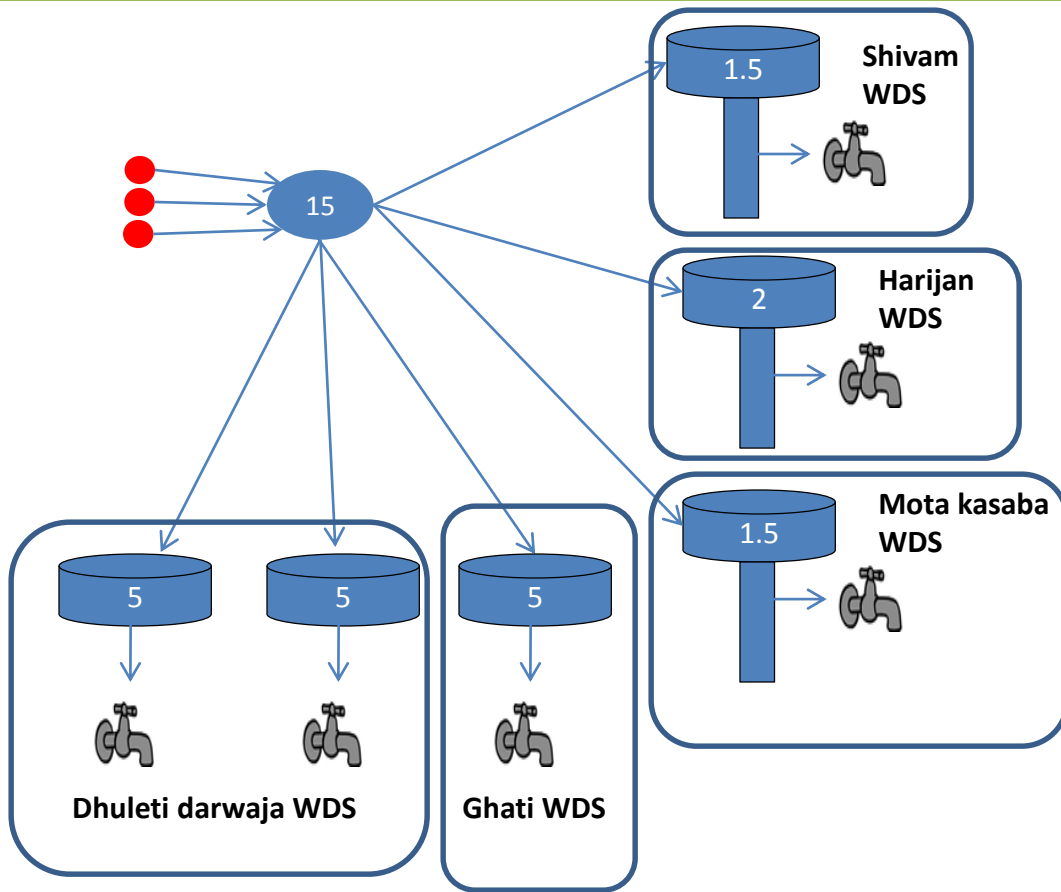 1.5
Shivam
WDS
15
2
Harijan
WDS
1.5
Mota kasaba
WDS
5
5
5
Dhuleti darwaja WDS
Ghati WDS